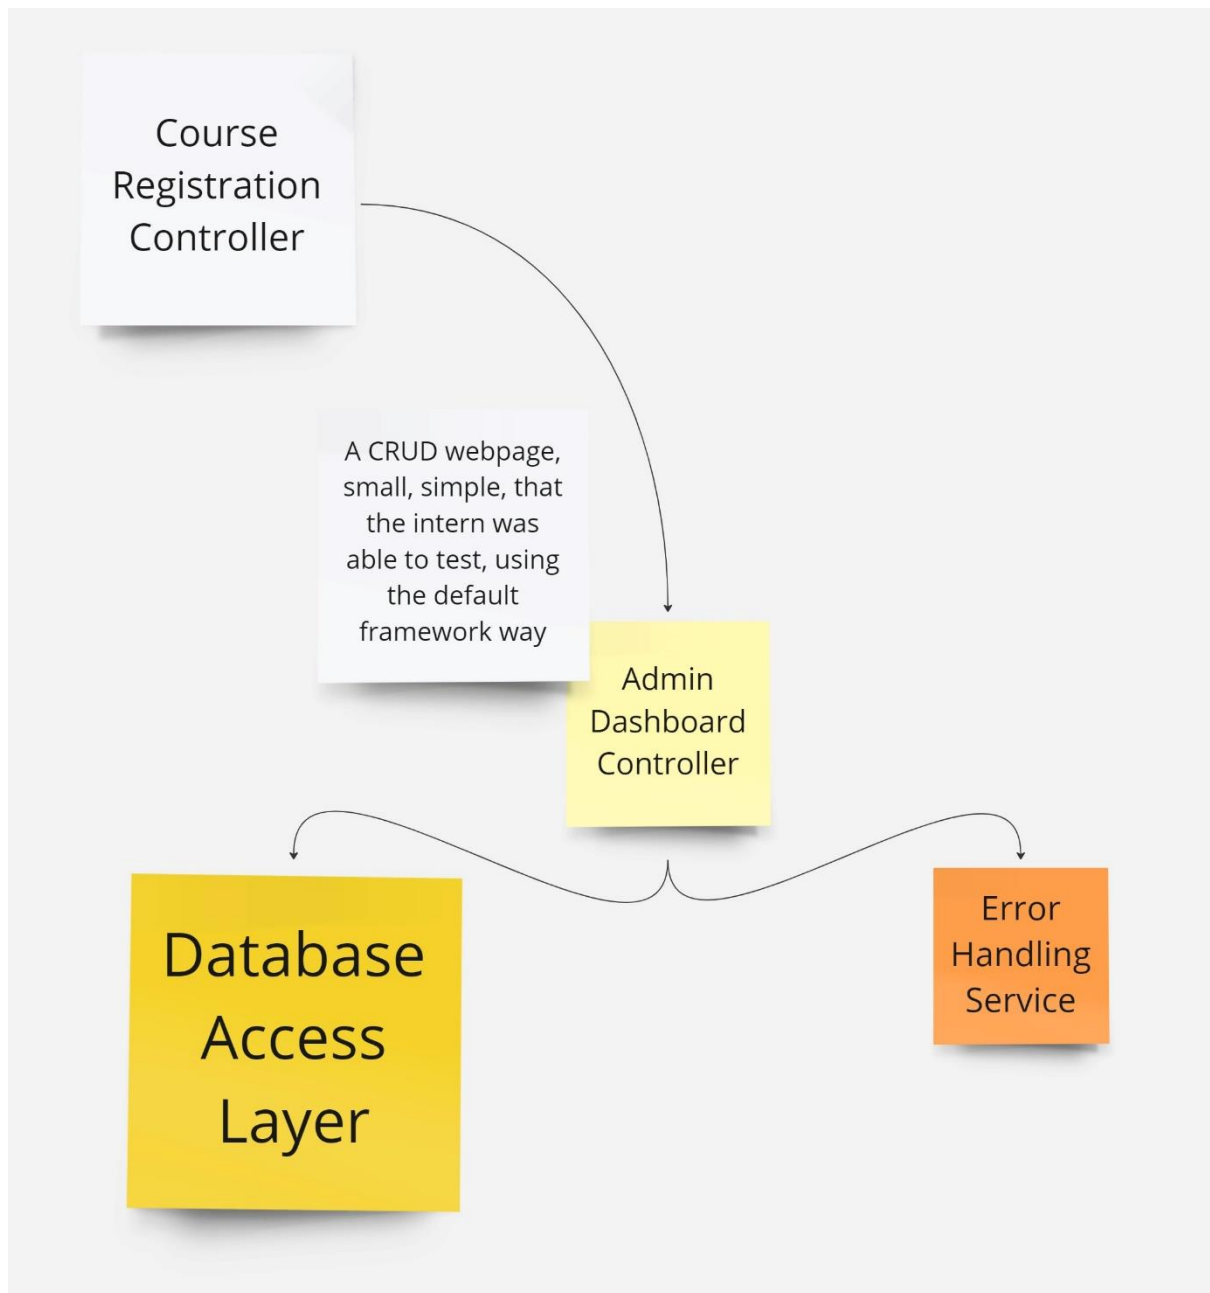 Course
Registration
Controller
A CRUD webpage,
small, simple, that
the intern was
able to test, using
the default
framework way
Admin
Dashboard
Controller
Database
Access
Layer
Error
Handling
Service